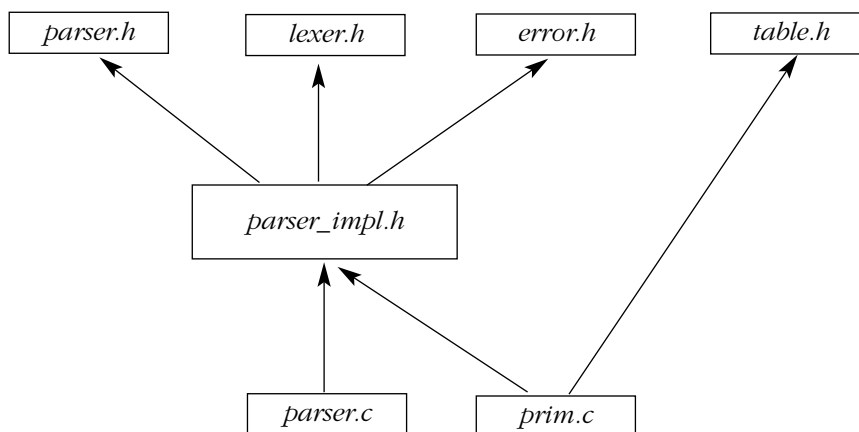 parser.h
lexer.h
error.h
table.h
parser_impl.h
parser.c
prim.c